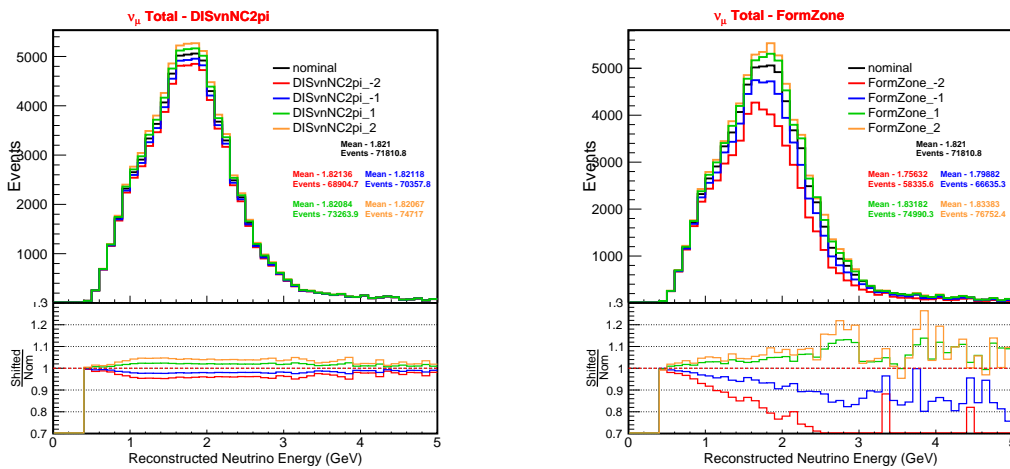 ν_μ Total - DISvnNC2pi
Events
5000
4000
3000
2000
1000
nominal
DISvnNC2pi_-2
DISvnNC2pi_-1
DISvnNC2pi_1
DISvnNC2pi_2
Mean - 1.821
Events - 71810.8
Mean - 1.82136
Events - 68904.7
Mean - 1.82118
Events - 70357.8
Mean - 1.82084
Events - 73263.9
Mean - 1.82067
Events - 74717
Shifted
Nom
1.3
1.2
1.1
1
0.9
0.8
0.7
0 1 2 3 4 5
Reconstructed Neutrino Energy (GeV)
ν_μ Total - FormZone
Events
5000
4000
3000
2000
1000
nominal
FormZone_-2
FormZone_-1
FormZone_1
FormZone_2
Mean - 1.821
Events - 71810.8
Mean - 1.75632
Events - 58335.6
Mean - 1.79882
Events - 66635.3
Mean - 1.83182
Events - 74990.3
Mean - 1.83383
Events - 76752.4
Shifted
Nom
1.3
1.2
1.1
1
0.9
0.8
0.7
0 1 2 3 4 5
Reconstructed Neutrino Energy (GeV)